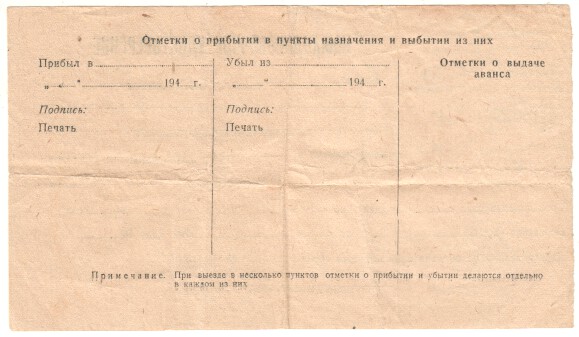 Отметки о прибытии в пункты назначения и выбытии из них
Прибыл в
„ “ 194 г.
Подпись:
Печать
Убыл из
„ “ 194 г.
Подпись:
Печать
Отметки о выдаче
аванса
Примечание. При выезде в несколько пунктов отметки о прибытии и убытии делаются отдельно
в каждом из них